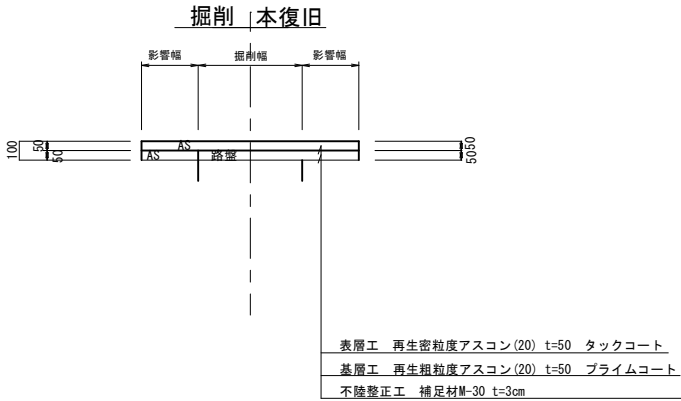 掘削 本復旧
影響幅 掘削幅 影響幅
100 50 50
AS
AS 路盤
50 50
表層工 再生密粒度アスコン(20) t=50 タックコート
基層工 再生粗粒度アスコン(20) t=50 プライムコート
不陸整正工 補足材M-30 t=3cm